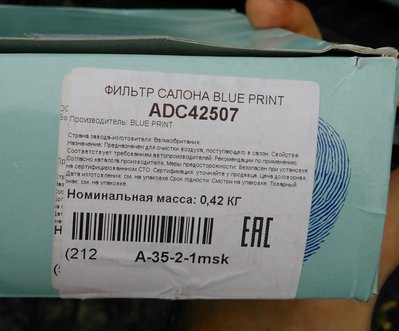 ФИЛЬТР САЛОНА BLUE PRINT
ADC42507
Производитель: BLUE PRINT
Страна завода-изготовителя: Великобритания.
Назначение: Предназначен для очистки воздуха, поступающего в салон. Свойства:
Соответствует требованиям автопроизводителей. Рекомендации по применению:
Согласно каталога производителя. Меры предосторожности: Безопасен при установке
на сертифицированном СТО. Сертификация: уточняйте у продавца. Цена договорная.
Дата изготовления: см. на упаковке. Срок годности: Смотри на упаковке. Товарный
знак: см. на упаковке.
Номинальная масса: 0,42 КГ
EAC
(212
A-35-2-1msk